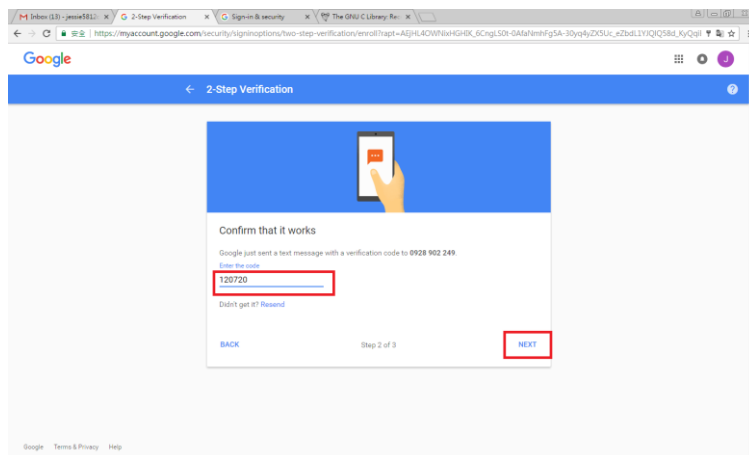 Inbox (13) - jessie5812
2-Step Verification
Sign-in & security
The GNU C Library: Re
安全 | https://myaccount.google.com/security/signinoptions/two-step-verification/enroll?rapt=
Google
J
2-Step Verification
?
Confirm that it works
Google just sent a text message with a verification code to 0928 902 249.
Enter the code
120720
Didn't get it? Resend
BACK
Step 2 of 3
NEXT
Google Terms & Privacy Help